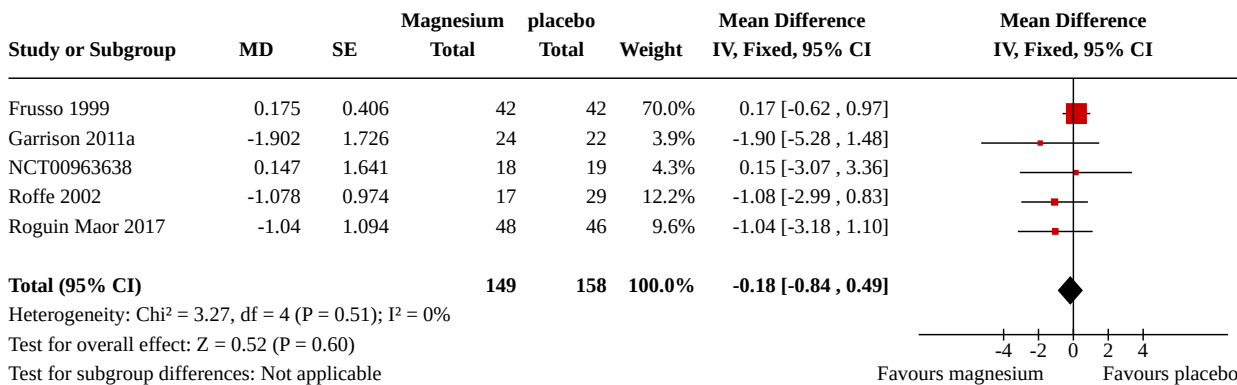 Magnesium placebo Mean Difference Mean Difference
Study or Subgroup MD SE Total Total Weight IV, Fixed, 95% CI IV, Fixed, 95% CI
Frusso 1999 0.175 0.406 42 42 70.0% 0.17 [-0.62 , 0.97]
Garrison 2011a -1.902 1.726 24 22 3.9% -1.90 [-5.28 , 1.48]
NCT00963638 0.147 1.641 18 19 4.3% 0.15 [-3.07 , 3.36]
Roffe 2002 -1.078 0.974 17 29 12.2% -1.08 [-2.99 , 0.83]
Roguin Maor 2017 -1.04 1.094 48 46 9.6% -1.04 [-3.18 , 1.10]
Total (95% CI) 149 158 100.0% -0.18 [-0.84 , 0.49]
Heterogeneity: Chi² = 3.27, df = 4 (P = 0.51); I² = 0%
Test for overall effect: Z = 0.52 (P = 0.60)
-4 -2 0 2 4
Test for subgroup differences: Not applicable
Favours magnesium Favours placebo